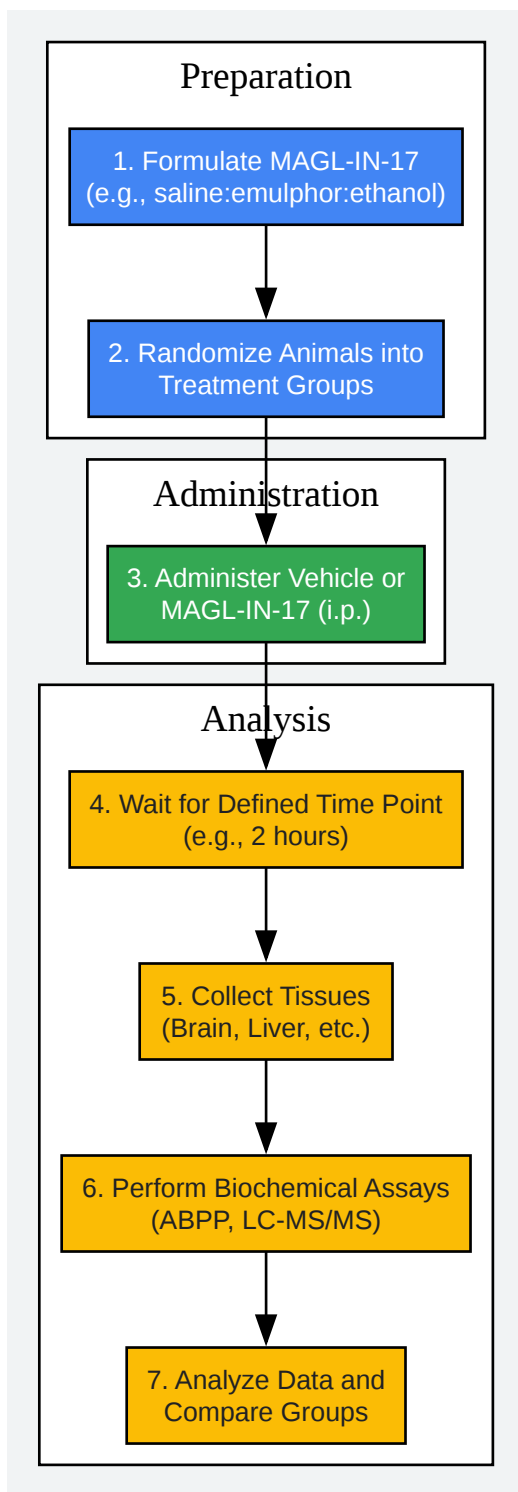 Preparation
1. Formulate MAGL-IN-17
(e.g., saline:emulphor:ethanol)
2. Randomize Animals into
Treatment Groups
Administration
3. Administer Vehicle or
MAGL-IN-17 (i.p.)
Analysis
4. Wait for Defined Time Point
(e.g., 2 hours)
5. Collect Tissues
(Brain, Liver, etc.)
6. Perform Biochemical Assays
(ABPP, LC-MS/MS)
7. Analyze Data and
Compare Groups